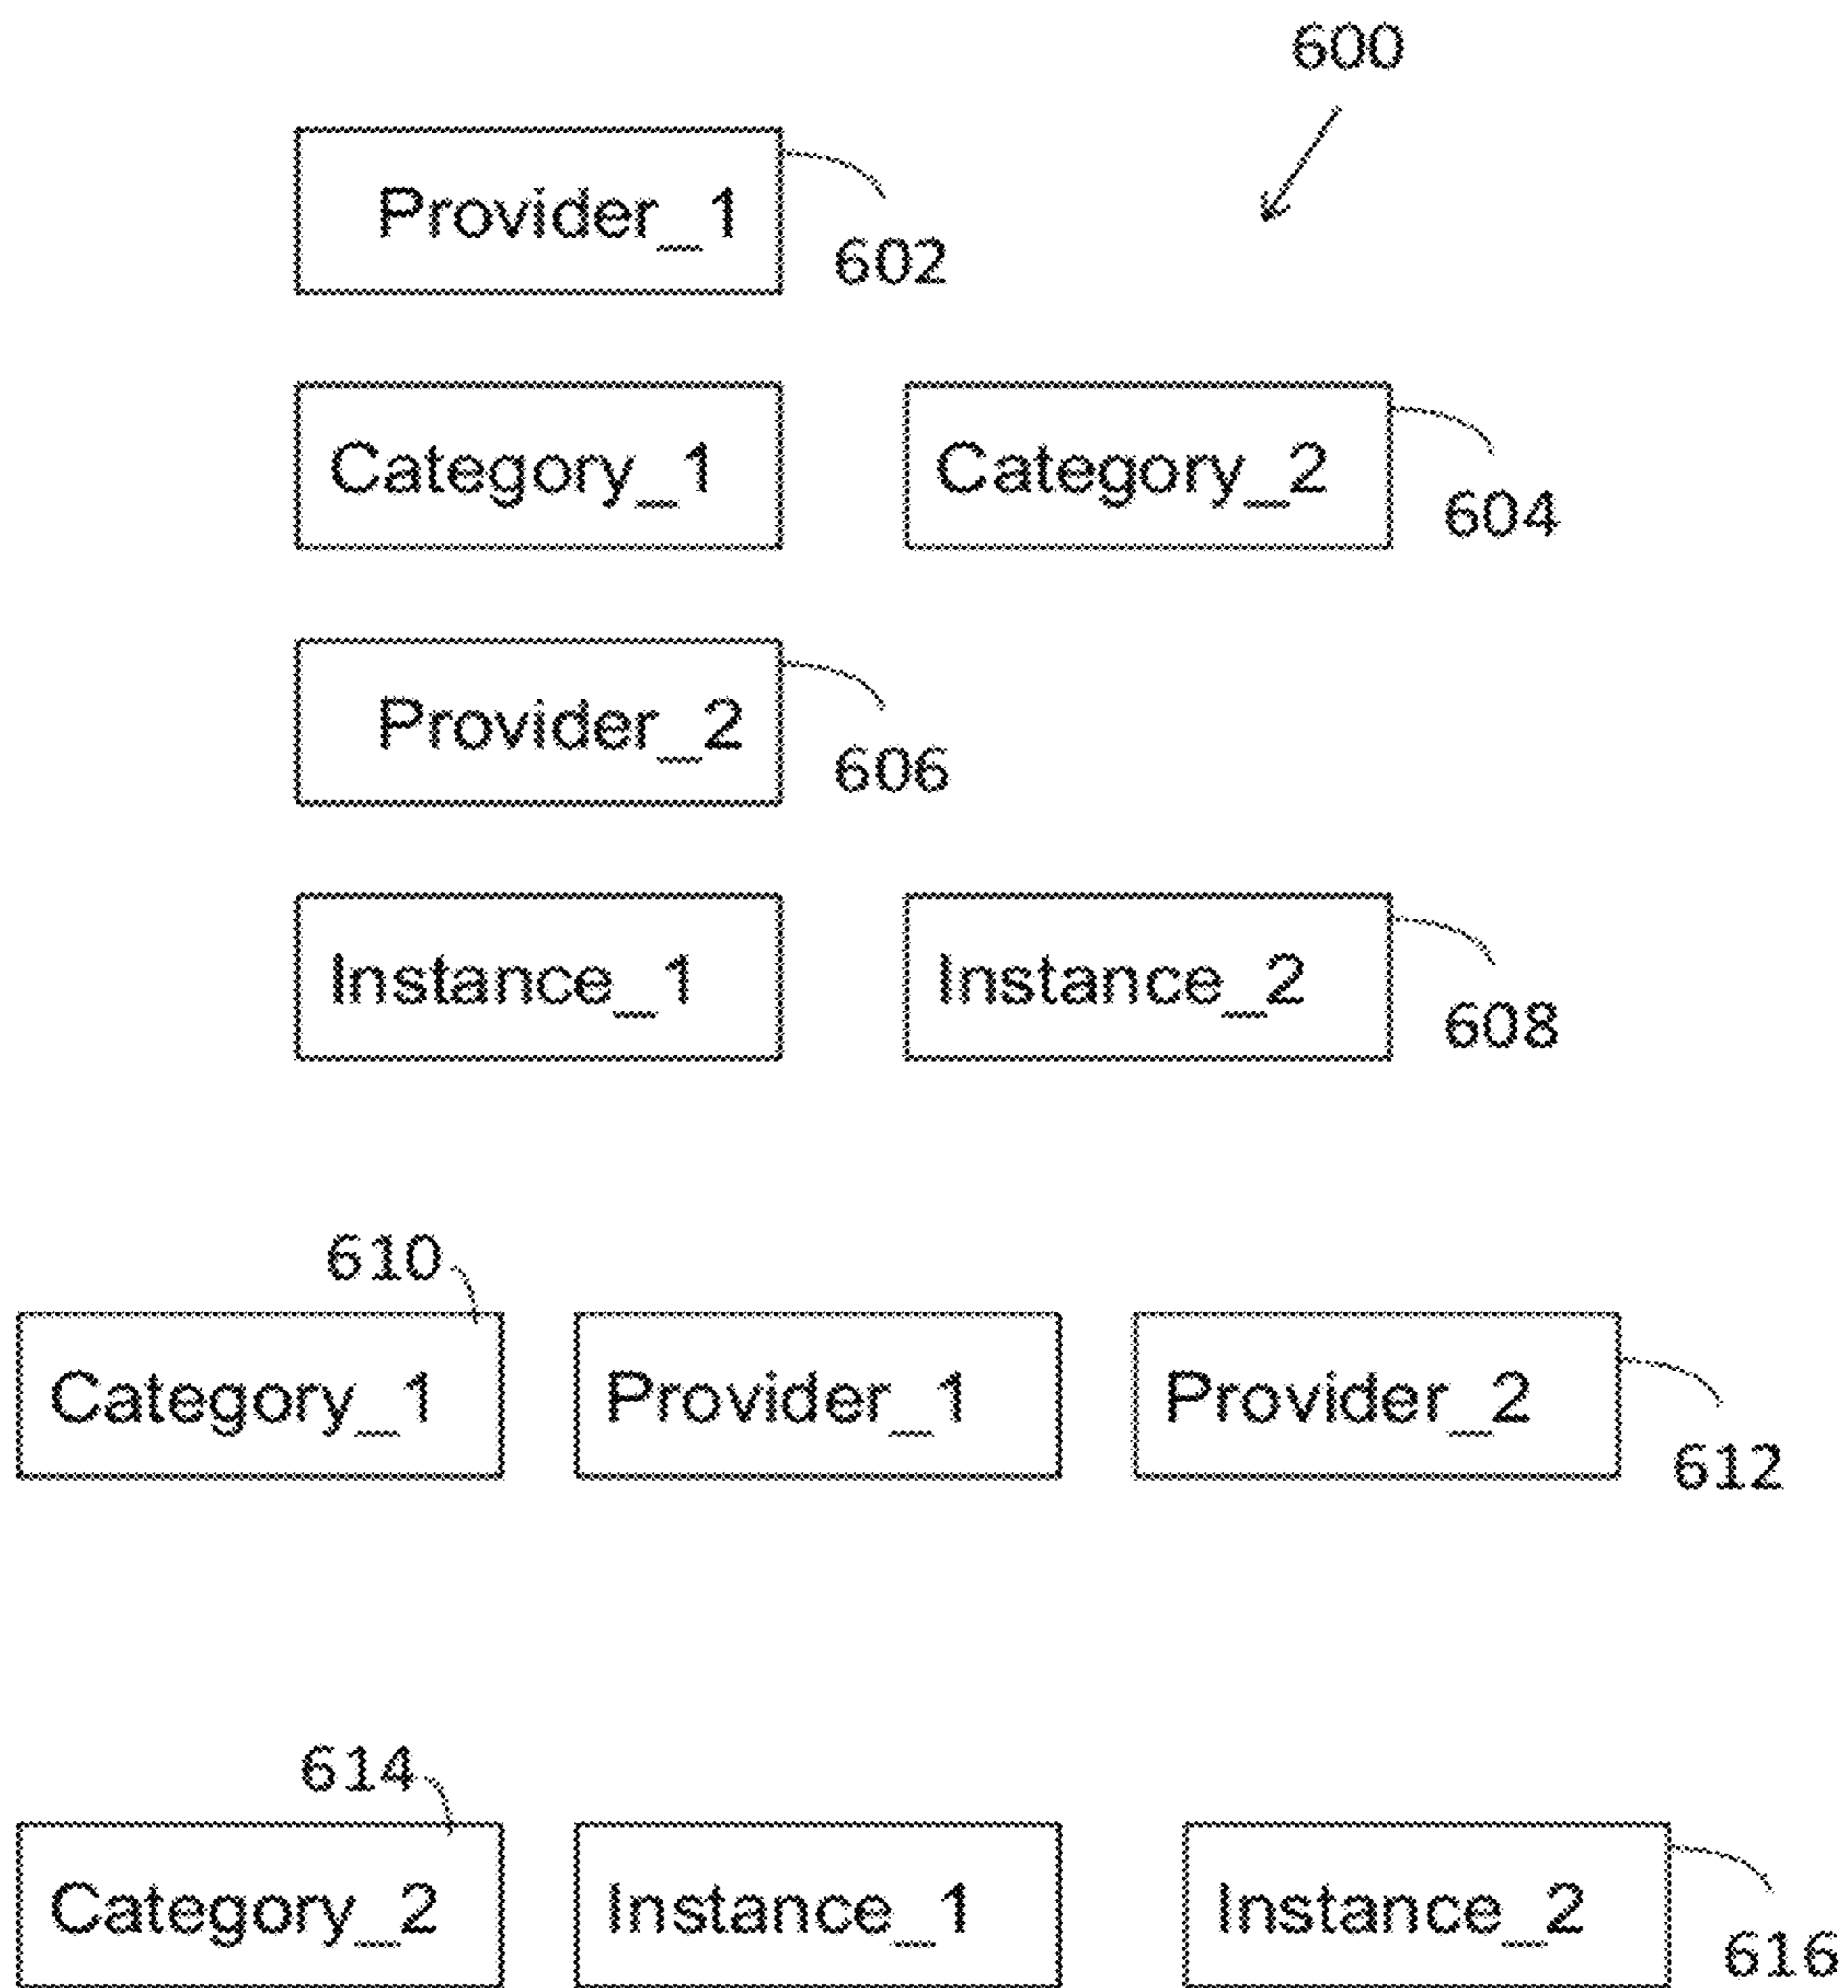 600
Provider_1
602
Category_1 Category_2
604
Provider_2
606
Instance_1 Instance_2
608
610
Category_1 Provider_1 Provider_2
612
614
Category_2 Instance_1 Instance_2
616